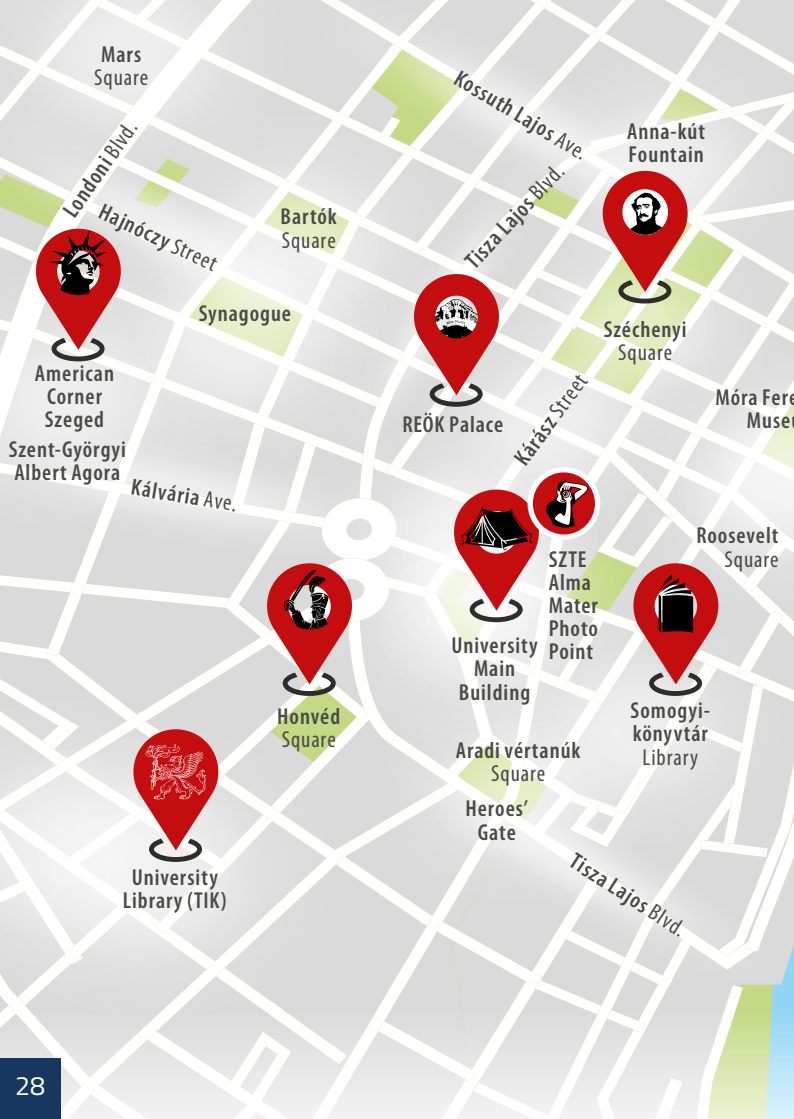 Mars
Square
Kossuth Lajos Ave.
Anna-kút
Fountain
Londoni Blvd.
Tisza Lajos Blvd.
Hajnóczy Street
Bartók
Square
Synagogue
Széchenyi
Square
American
Corner
Szeged
Szent-Györgyi
Albert Agora
REÖK Palace
Kárász Street
Móra Fere
Museu
Kálvária Ave.
Roosevelt
Square
SZTE
Alma
Mater
Photo
Point
University
Main
Building
Honvéd
Square
Somogyi-
könyvtár
Library
Aradi vértanúk
Square
Heroes’
Gate
University
Library (TIK)
Tisza Lajos Blvd.
28